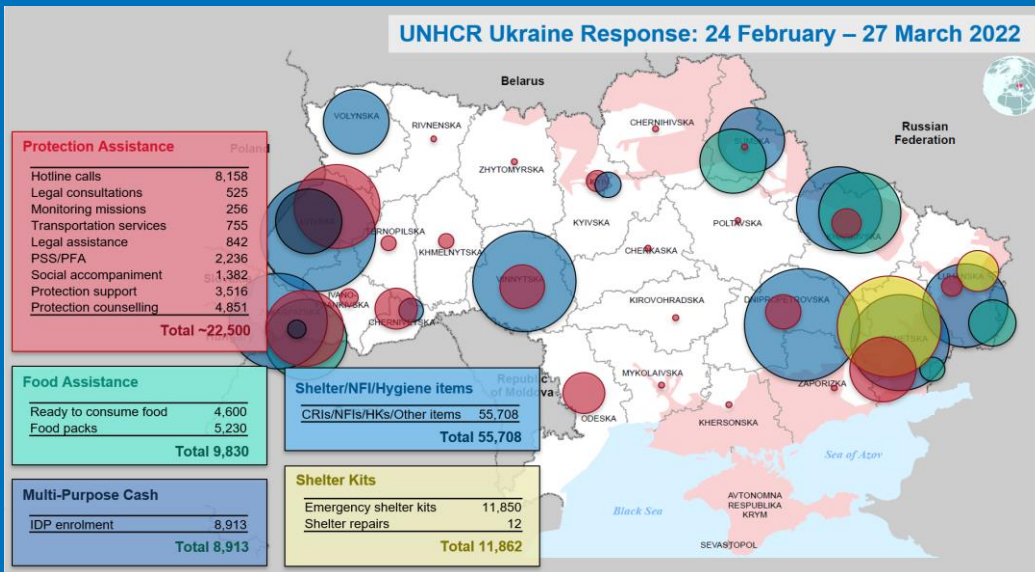 UNHCR Ukraine Response: 24 February – 27 March 2022
Belarus
Russian
Federation
Poland
VOLYNSKA
RIVNENSKA
ZHYTOMYRSKA
CHERNIHIVSKA
SUMSKA
KYIVSKA
POLTAVSKA
CHERKASKA
KHMELNYTSKA
VINNYTSKA
CHERNIVETSKA
KIROVOHRADSKA
DNIPROPETROVSKA
LUHANSKA
ZAPORIZKA
MYKOLAIVSKA
ODESKA
KHERSONSKA
Republic
of Moldova
Sea of Azov
Black Sea
AVTONOMNA
RESPUBLIKA
KRYM
SEVASTOPOL
Protection Assistance
Hotline calls 8,158
Legal consultations 525
Monitoring missions 256
Transportation services 755
Legal assistance 842
PSS/PFA 2,236
Social accompaniment 1,382
Protection support 3,516
Protection counselling 4,851
Total ~22,500
Food Assistance
Ready to consume food 4,600
Food packs 5,230
Total 9,830
Multi-Purpose Cash
IDP enrolment 8,913
Total 8,913
Shelter/NFI/Hygiene items
CRIs/NFIs/HKs/Other items 55,708
Total 55,708
Shelter Kits
Emergency shelter kits 11,850
Shelter repairs 12
Total 11,862